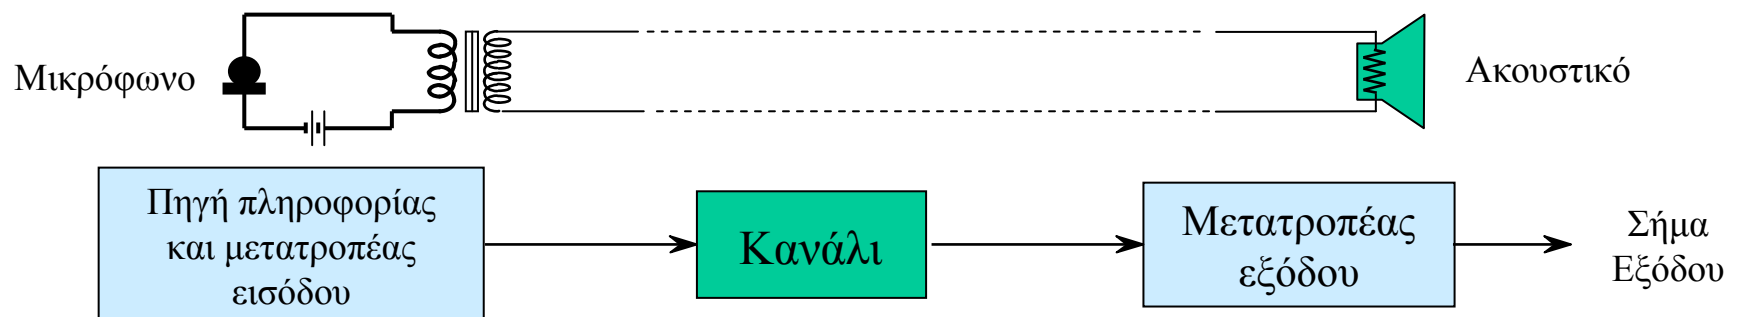 Μικρόφωνο
Ακουστικό
Πηγή πληροφορίας
και μετατροπέας
εισόδου
Κανάλι
Μετατροπέας
εξόδου
Σήμα
Εξόδου